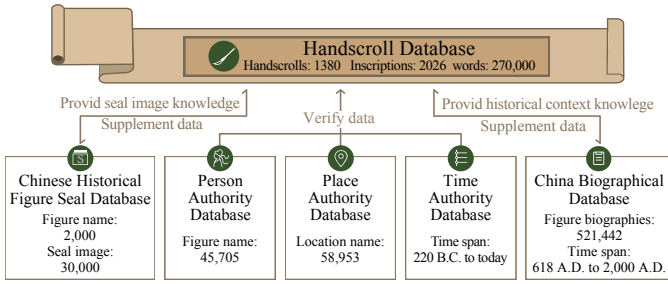 Handscroll Database
Handscrolls: 1380 Inscriptions: 2026 words: 270,000
Provid seal image knowledge
Supplement data
Verify data
Provid historical context knowlege
Supplement data
S
Chinese Historical
Figure Seal Database
Figure name:
2,000
Seal image:
30,000
Person
Authority
Database
Figure name:
45,705
Place
Authority
Database
Location name:
58,953
Time
Authority
Database
Time span:
220 B.C. to today
China Biographical
Database
Figure biographies:
521,442
Time span:
618 A.D. to 2,000 A.D.